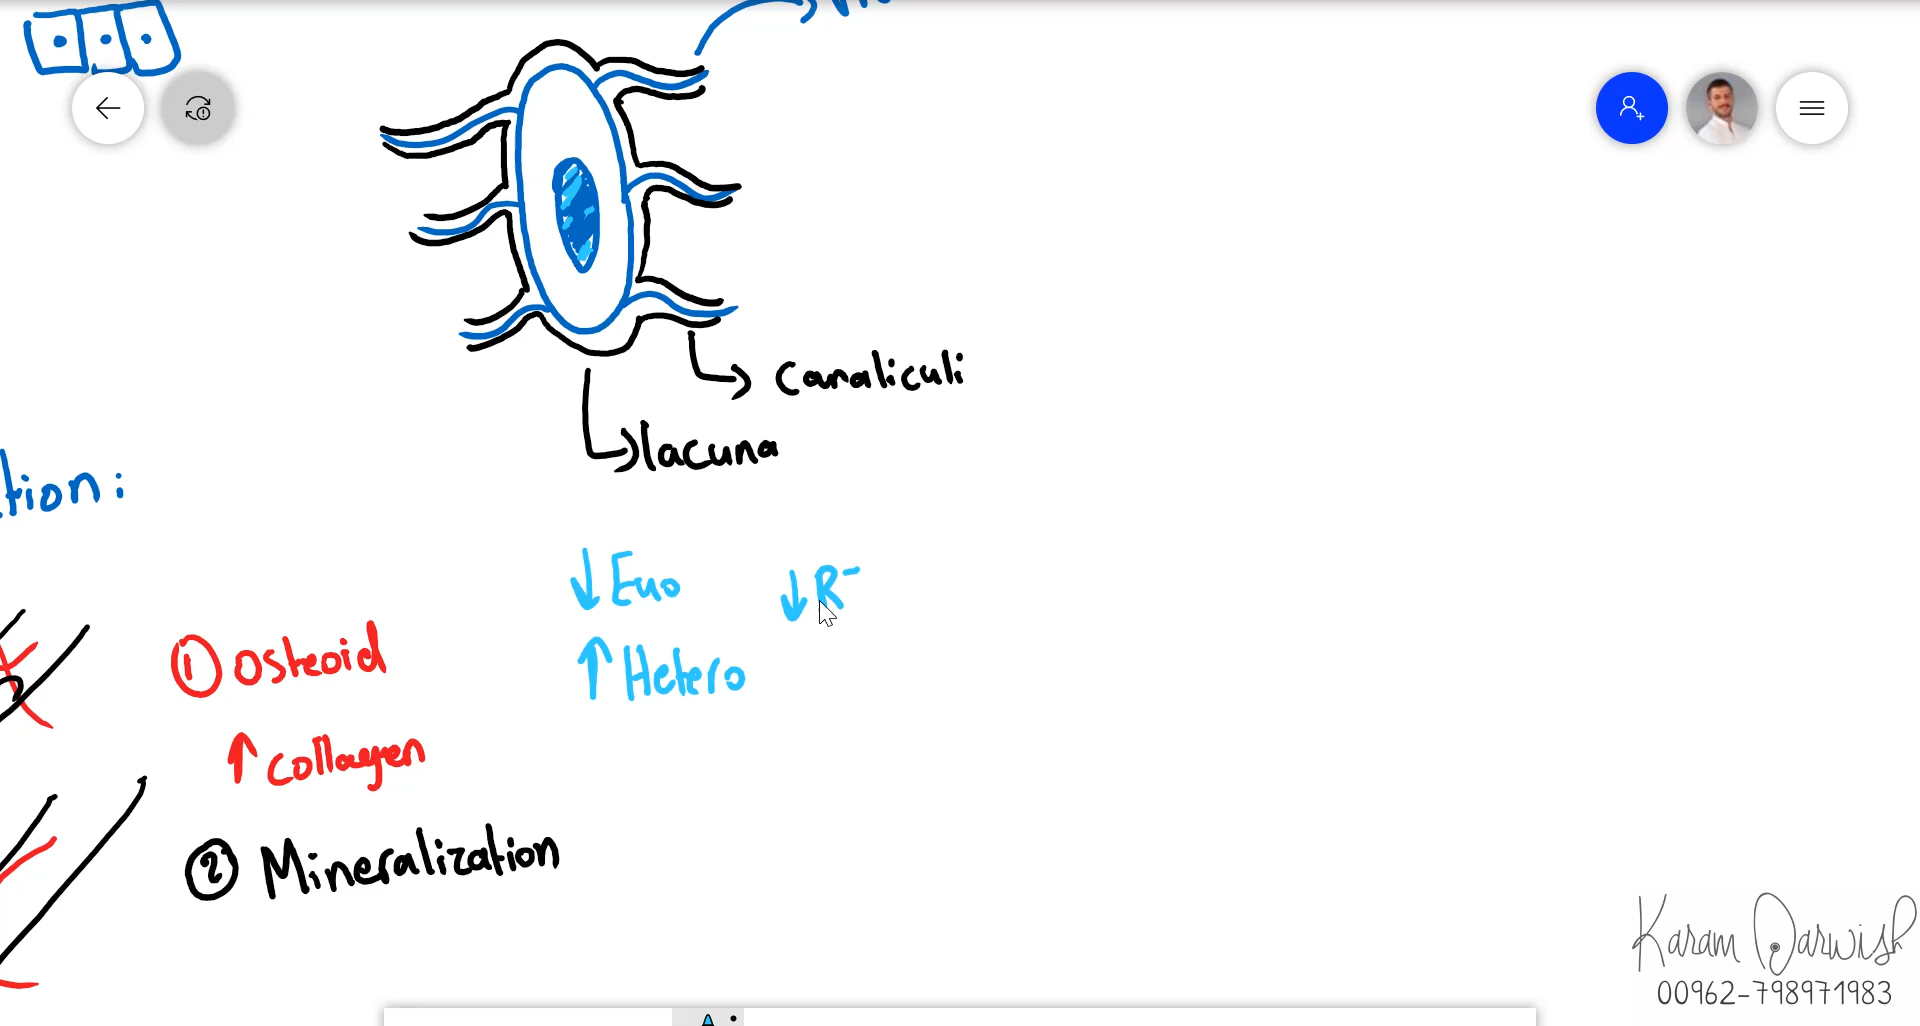 Canaliculi
lacuna
tion:
↓ Euo ↓ R-
① Osteoid
↑ Hetero
↑ Collagen
② Mineralization
Karam Darwish
00962-798971983